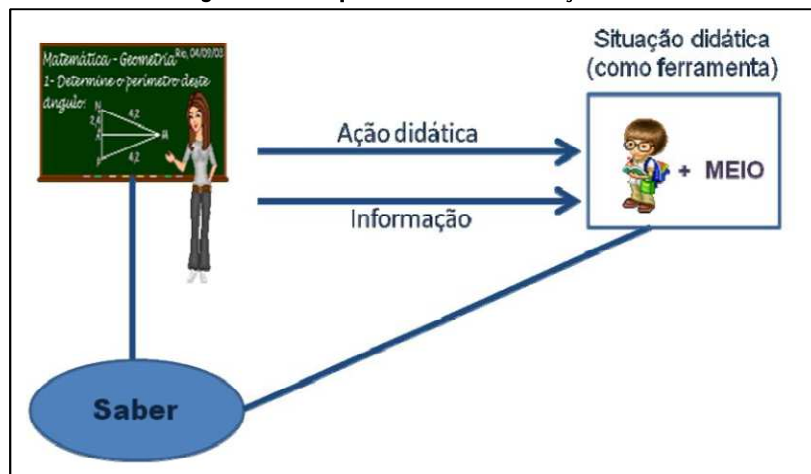 Matemática - Geometria Rio, 04/09/03
1- Determine o perímetro deste
ângulo:
N
4,2
2,4
A
P
4,2
Ação didática
Informação
Situação didática
(como ferramenta)
+ MEIO
Saber